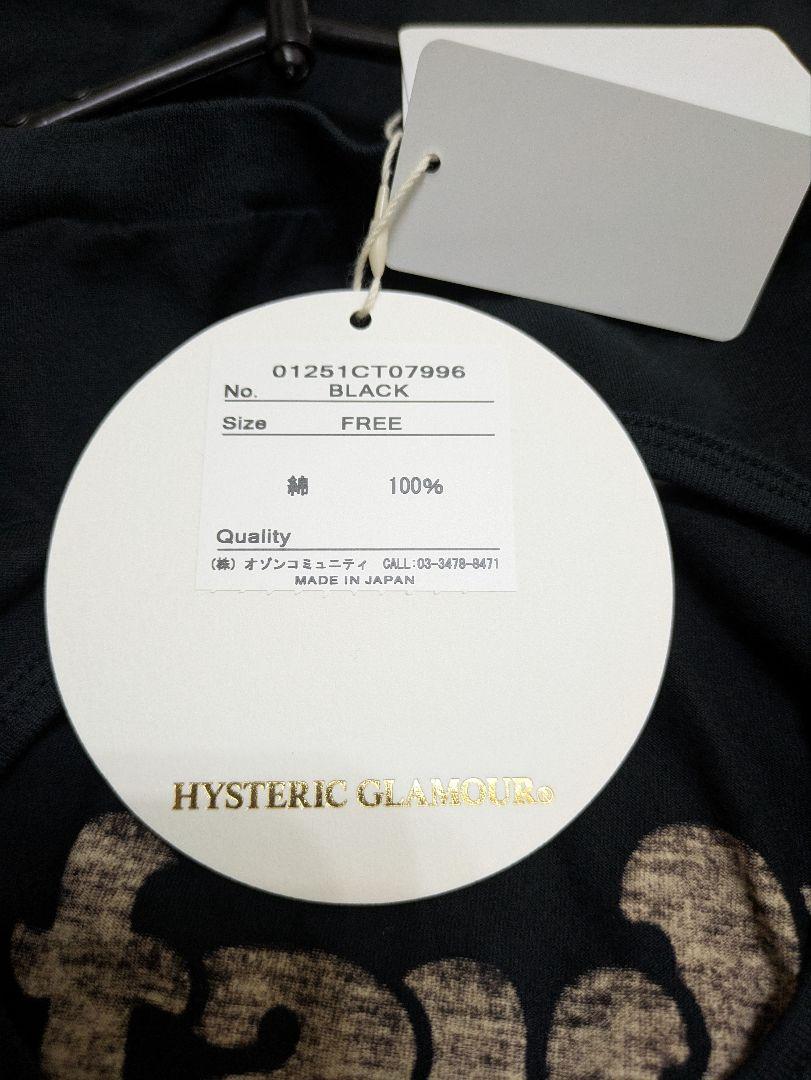 01251CT07996
No. BLACK
Size FREE
綿 100%
Quality
(株) オゾンコミュニティ CALL:03-3478-8471
MADE IN JAPAN
HYSTERIC GLAMOUR®